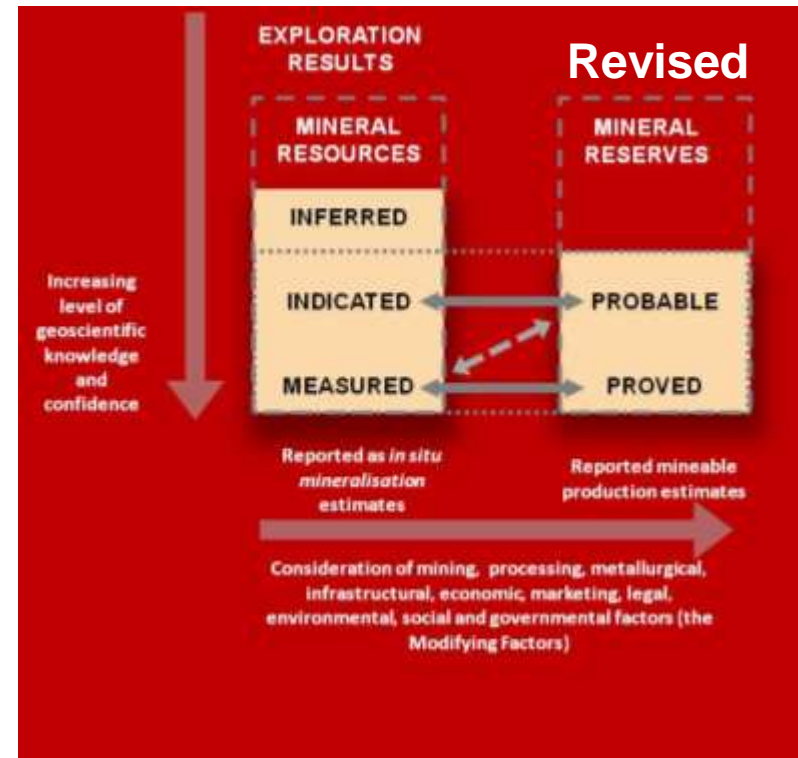 EXPLORATION
RESULTS
Revised
MINERAL
RESOURCES
MINERAL
RESERVES
INFERRED
Increasing
level of
geoscientific
knowledge
and
confidence
INDICATED
PROBABLE
MEASURED
PROVED
Reported as in situ
mineralisation
estimates
Reported mineable
production estimates
Consideration of mining, processing, metallurgical,
infrastructural, economic, marketing, legal,
environmental, social and governmental factors (the
Modifying Factors)